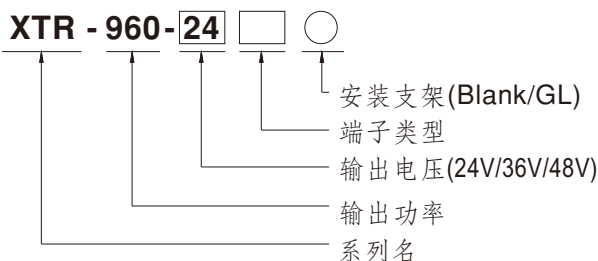 XTR - 960-24
安装支架(Blank/GL)
端子类型
输出电压(24V/36V/48V)
输出功率
系列名